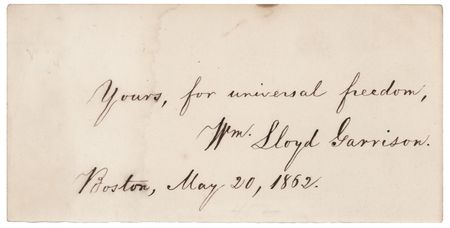 Yours, for universal freedom,
Wm. Lloyd Garrison.
Boston, May 20, 1862.